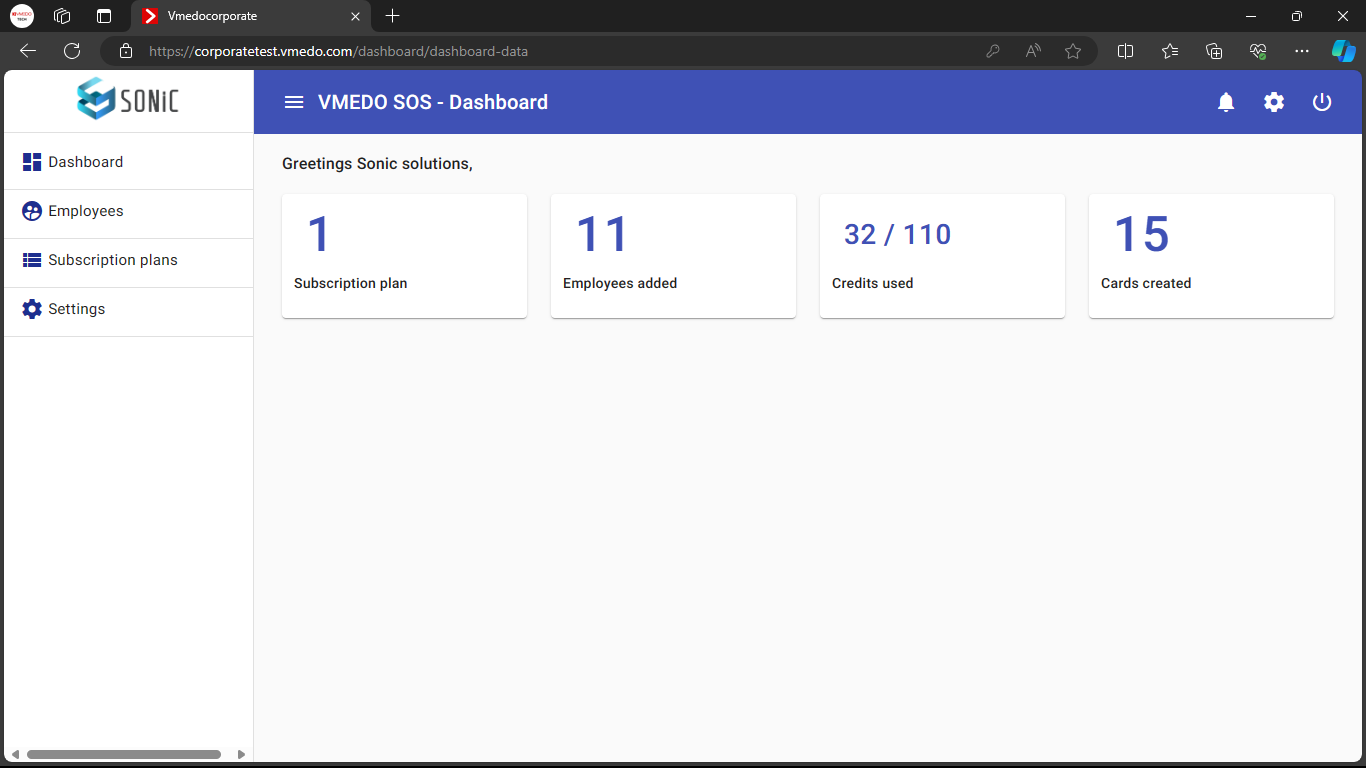 Vmedocorporate
https://corporatetest.vmedo.com/dashboard/dashboard-data
SONiC
VMEDO SOS - Dashboard
Dashboard
Employees
Subscription plans
Settings
Greetings Sonic solutions,
1
Subscription plan
11
Employees added
32 / 110
Credits used
15
Cards created